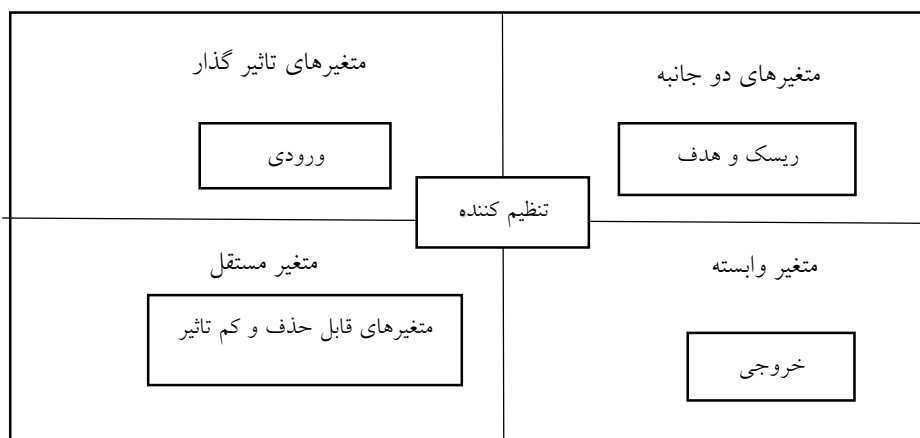 متغیرهای دو جانبه
ریسک و هدف
متغیرهای تاثیر گذار
ورودی
تنظیم کننده
متغیر وابسته
خروجی
متغیر مستقل
متغیرهای قابل حذف و کم تاثیر